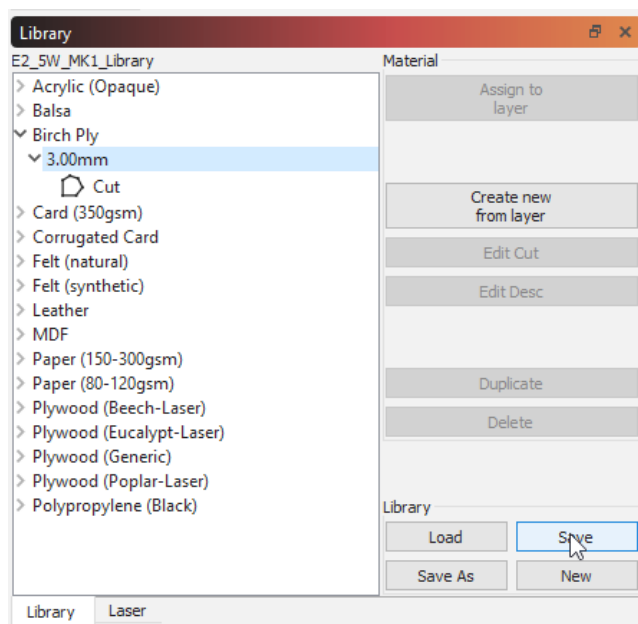 Library
E2_5W_MK1_Library
Material
Acrylic (Opaque)
Balsa
Birch Ply
3.00mm
Cut
Card (350gsm)
Corrugated Card
Felt (natural)
Felt (synthetic)
Leather
MDF
Paper (150-300gsm)
Paper (80-120gsm)
Plywood (Beech-Laser)
Plywood (Eucalypt-Laser)
Plywood (Generic)
Plywood (Poplar-Laser)
Polypropylene (Black)
Assign to
layer
Create new
from layer
Edit Cut
Edit Desc
Duplicate
Delete
Library
Load
Save
Save As
New
Library
Laser